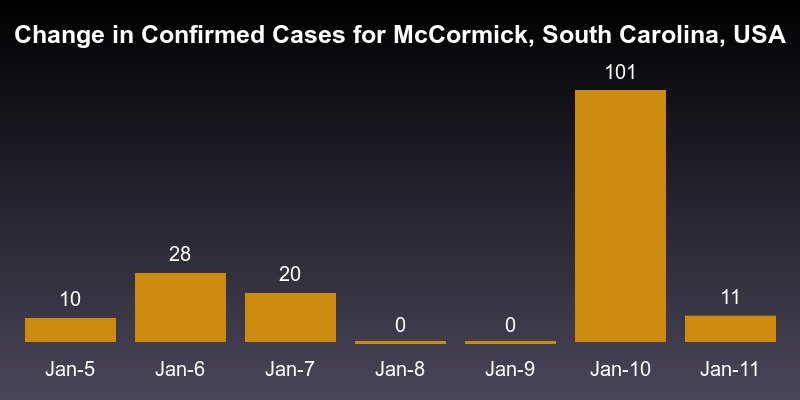 Change in Confirmed Cases for McCormick, South Carolina, USA
101
28
20
10
0
0
11
Jan-5
Jan-6
Jan-7
Jan-8
Jan-9
Jan-10
Jan-11